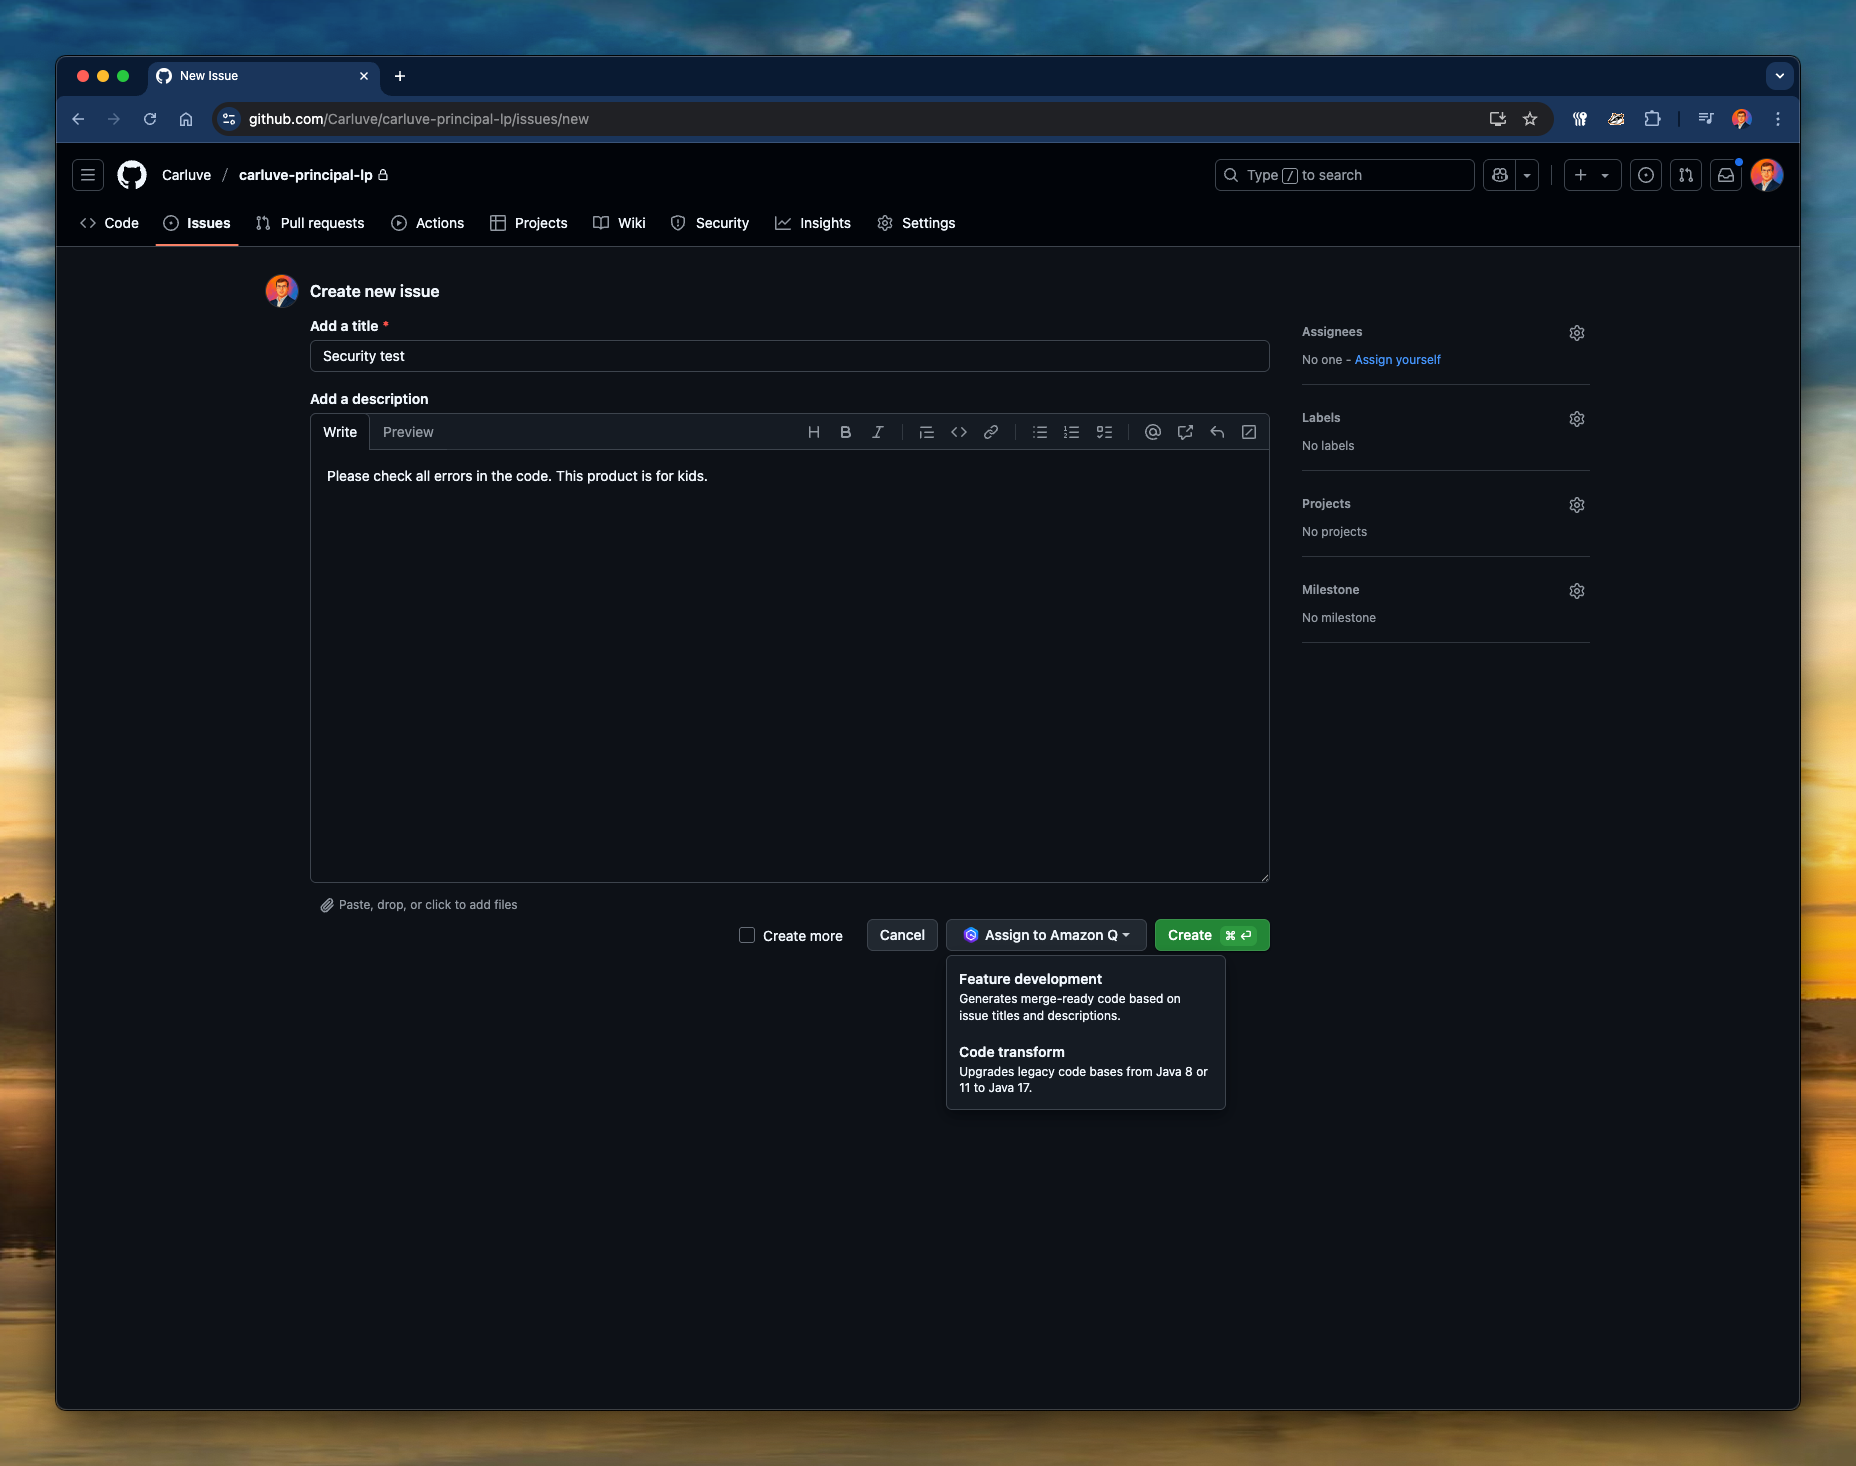 New Issue
github.com/Carluve/carluve-principal-lp/issues/new
Carluve / carluve-principal-lp
Type / to search
Code
Issues
Pull requests
Actions
Projects
Wiki
Security
Insights
Settings
Create new issue
Add a title *
Security test
Add a description
Write
Preview
Please check all errors in the code. This product is for kids.
Paste, drop, or click to add files
Create more
Cancel
Assign to Amazon Q
Create ⌘ ⏎
Feature development
Generates merge-ready code based on
issue titles and descriptions.
Code transform
Upgrades legacy code bases from Java 8 or
11 to Java 17.
Assignees
No one - Assign yourself
Labels
No labels
Projects
No projects
Milestone
No milestone